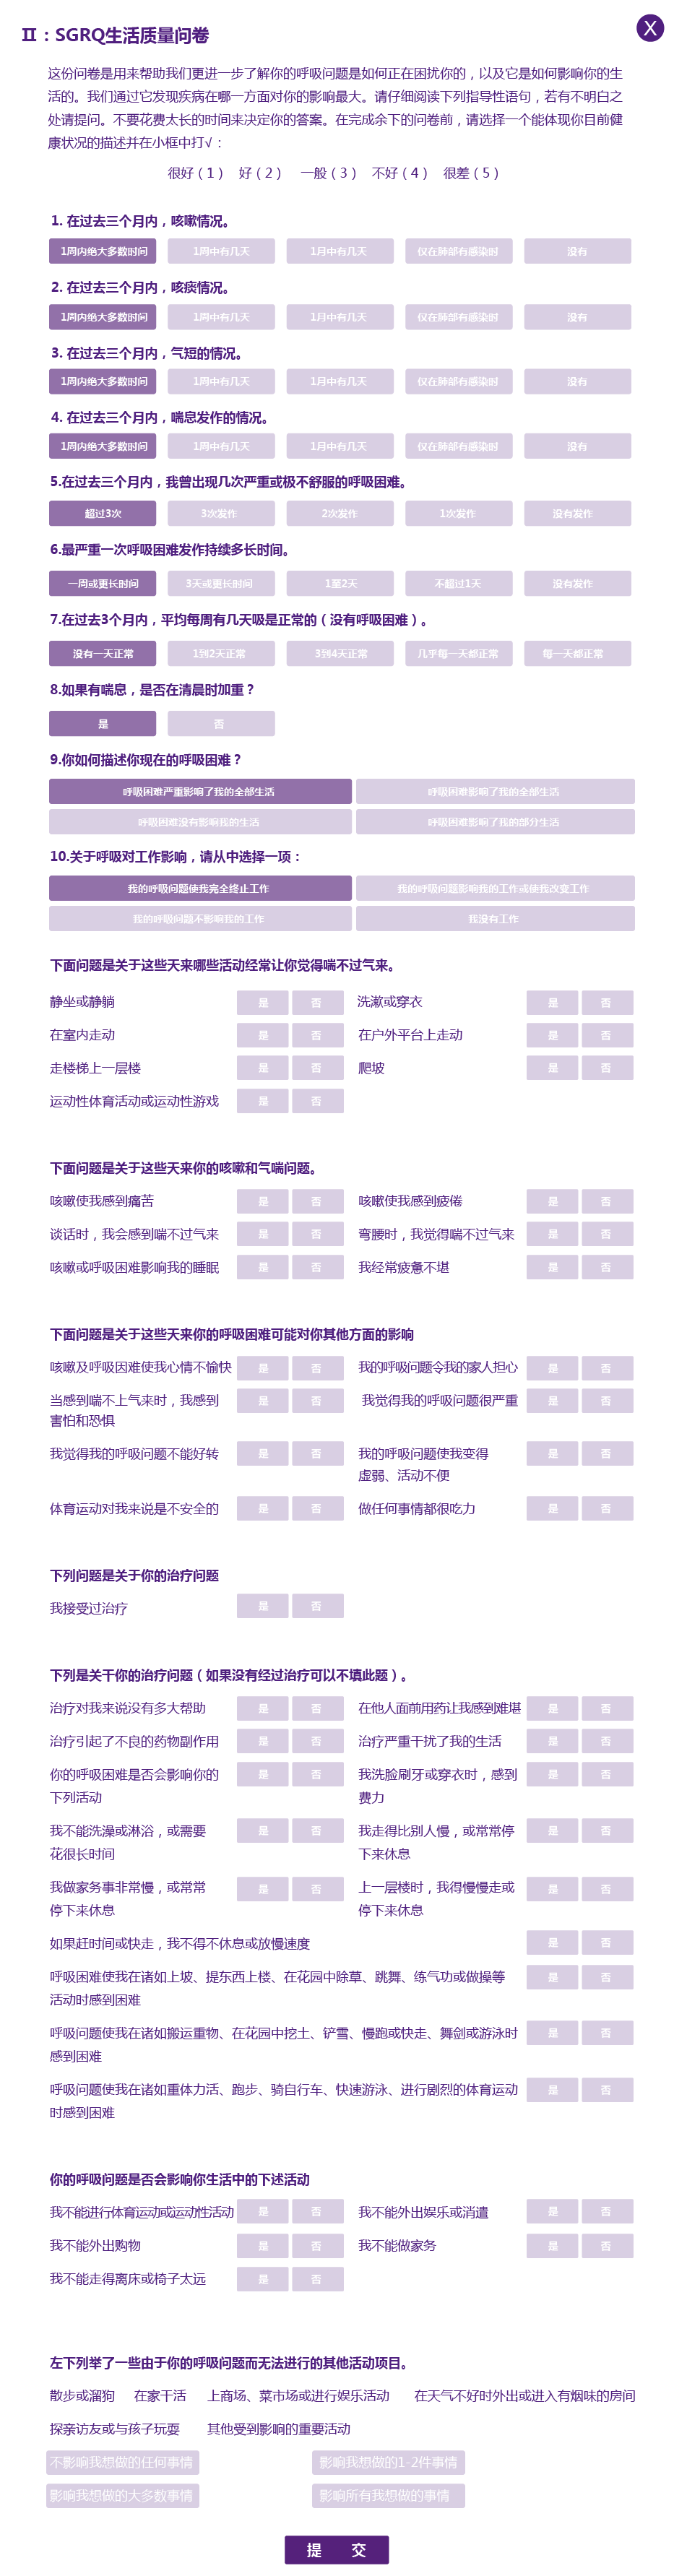 II：SGRQ生活质量问卷 X
这份问卷是用来帮助我们更进一步了解你的呼吸问题是如何正在困扰你的，以及它是如何影响你的生
活的。我们通过它发现疾病在哪一方面对你的影响最大。请仔细阅读下列指导性语句，若有不明白之
处请提问。不要花费太长的时间来决定你的答案。在完成余下的问卷前，请选择一个能体现你目前健
康状况的描述并在小框中打√：
很好（1） 好（2） 一般（3） 不好（4） 很差（5）
1. 在过去三个月内，咳嗽情况。
1周内绝大多数时间 1周中有几天 1月中有几天 仅在肺部有感染时 没有
2. 在过去三个月内，咳痰情况。
1周内绝大多数时间 1周中有几天 1月中有几天 仅在肺部有感染时 没有
3. 在过去三个月内，气短的情况。
1周内绝大多数时间 1周中有几天 1月中有几天 仅在肺部有感染时 没有
4. 在过去三个月内，喘息发作的情况。
1周内绝大多数时间 1周中有几天 1月中有几天 仅在肺部有感染时 没有
5.在过去三个月内，我曾出现几次严重或极不舒服的呼吸困难。
超过3次 3次发作 2次发作 1次发作 没有发作
6.最严重一次呼吸困难发作持续多长时间。
一周或更长时间 3天或更长时间 1至2天 不超过1天 没有发作
7.在过去3个月内，平均每周有几天吸是正常的（没有呼吸困难）。
没有一天正常 1到2天正常 3到4天正常 几乎每一天都正常 每一天都正常
8.如果有喘息，是否在清晨时加重？
是 否
9.你如何描述你现在的呼吸困难？
呼吸困难严重影响了我的全部生活 呼吸困难影响了我的全部生活
呼吸困难没有影响我的生活 呼吸困难影响了我的部分生活
10.关于呼吸对工作影响，请从中选择一项：
我的呼吸问题使我完全终止工作 我的呼吸问题影响我的工作或使我改变工作
我的呼吸问题不影响我的工作 我没有工作
下面问题是关于这些天来哪些活动经常让你觉得喘不过气来。
静坐或静躺 是 否 洗漱或穿衣 是 否
在室内走动 是 否 在户外平台上走动 是 否
走楼梯上一层楼 是 否 爬坡 是 否
运动性体育活动或运动性游戏 是 否
下面问题是关于这些天来你的咳嗽和气喘问题。
咳嗽使我感到痛苦 是 否 咳嗽使我感到疲倦 是 否
谈话时，我会感到喘不过气来 是 否 弯腰时，我觉得喘不过气来 是 否
咳嗽或呼吸困难影响我的睡眠 是 否 我经常疲惫不堪 是 否
下面问题是关于这些天来你的呼吸困难可能对你其他方面的影响
咳嗽及呼吸因难使我心情不愉快 是 否 我的呼吸问题令我的家人担心 是 否
当感到喘不上气来时，我感到 是 否 我觉得我的呼吸问题很严重 是 否
害怕和恐惧
我觉得我的呼吸问题不能好转 是 否 我的呼吸问题使我变得 是 否
虚弱、活动不便
体育运动对我来说是不安全的 是 否 做任何事情都很吃力 是 否
下列问题是关于你的治疗问题
我接受过治疗 是 否
下列是关于你的治疗问题（如果没有经过治疗可以不填此题）。
治疗对我来说没有多大帮助 是 否 在他人面前用药让我感到难堪 是 否
治疗引起了不良的药物副作用 是 否 治疗严重干扰了我的生活 是 否
你的呼吸困难是否会影响你的 是 否 我洗脸刷牙或穿衣时，感到 是 否
下列活动 费力
我不能洗澡或淋浴，或需要 是 否 我走得比别人慢，或常常停 是 否
花很长时间 下来休息
我做家务事非常慢，或常常 是 否 上一层楼时，我得慢慢走或 是 否
停下来休息 停下来休息
如果赶时间或快走，我不得不休息或放慢速度 是 否
呼吸困难使我在诸如上坡、提东西上楼、在花园中除草、跳舞、练气功或做操等 是 否
活动时感到困难
呼吸问题使我在诸如搬运重物、在花园中挖土、铲雪、慢跑或快走、舞剑或游泳时 是 否
感到困难
呼吸问题使我在诸如重体力活、跑步、骑自行车、快速游泳、进行剧烈的体育运动 是 否
时感到困难
你的呼吸问题是否会影响你生活中的下述活动
我不能进行体育运动或运动性活动 是 否 我不能外出娱乐或消遣 是 否
我不能外出购物 是 否 我不能做家务 是 否
我不能走得离床或椅子太远 是 否
左下列举了一些由于你的呼吸问题而无法进行的其他活动项目。
散步或溜狗 在家干活 上商场、菜市场或进行娱乐活动 在天气不好时外出或进入有烟味的房间
探亲访友或与孩子玩耍 其他受到影响的重要活动
不影响我想做的任何事情 影响我想做的1-2件事情
影响我想做的大多数事情 影响所有我想做的事情
提 交